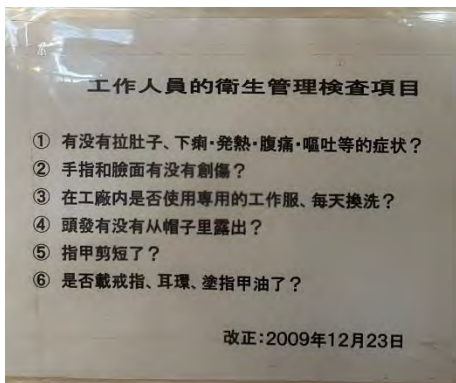 工作人員的衛生管理検査項目
① 有没有拉肚子、下痢・発熱・腹痛・嘔吐等的症状？
② 手指和臉面有没有創傷？
③ 在工廠内是否使用專用的工作服、毎天換洗？
④ 頭發有没有从帽子里露出？
⑤ 指甲剪短了？
⑥ 是否載戒指、耳環、塗指甲油了？
改正：2009年12月23日